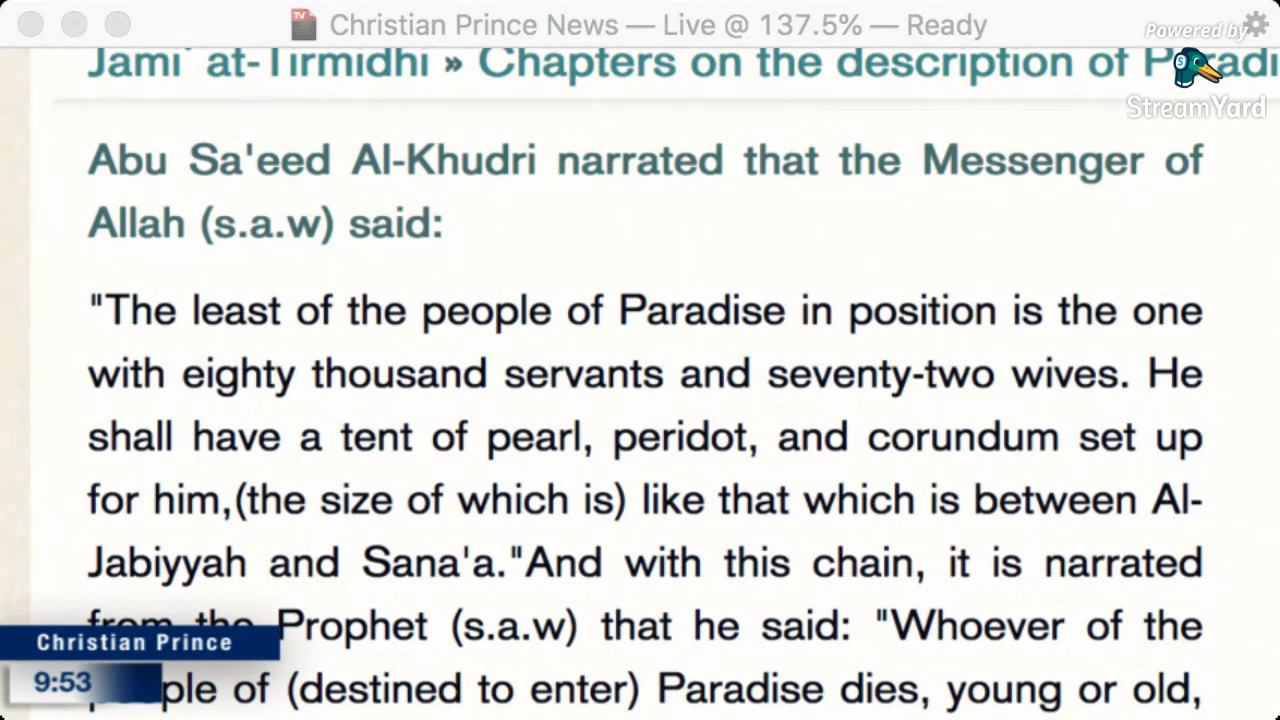 Christian Prince News — Live @ 137.5% — Ready
Powered by
StreamYard
Jami` at-Tirmidhi » Chapters on the description of
Abu Sa'eed Al-Khudri narrated that the Messenger of
Allah (s.a.w) said:
"The least of the people of Paradise in position is the one
with eighty thousand servants and seventy-two wives. He
shall have a tent of pearl, peridot, and corundum set up
for him,(the size of which is) like that which is between Al-
Jabiyyah and Sana'a."And with this chain, it is narrated
from the Prophet (s.a.w) that he said: "Whoever of the
ple of (destined to enter) Paradise dies, young or old,
Christian Prince
9:53